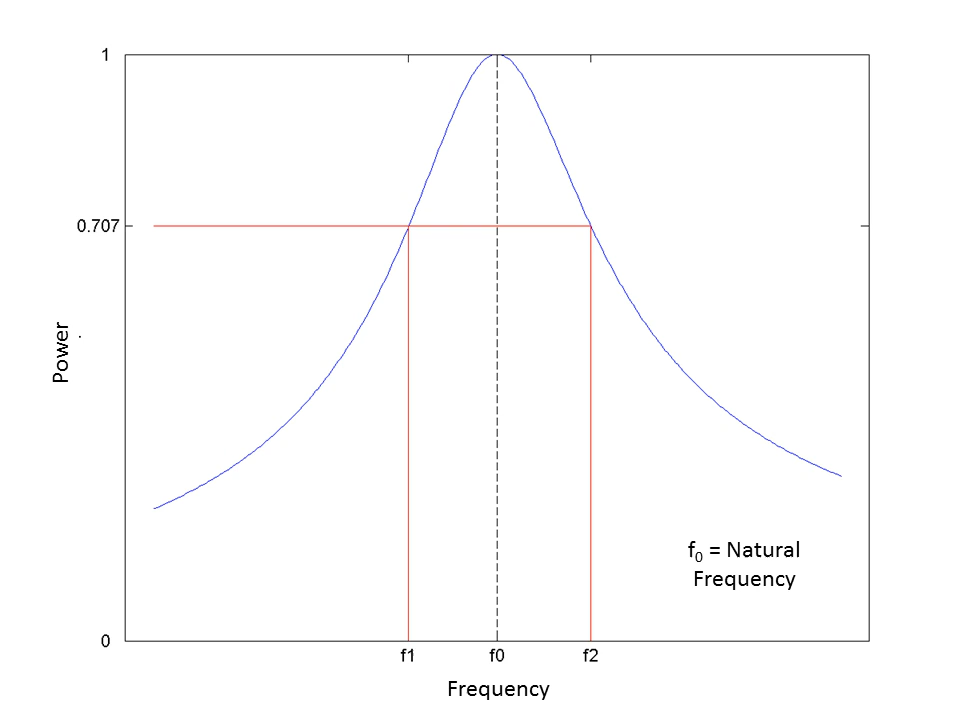 1
0.707
Power
f₀ = Natural
Frequency
0
f1 f0 f2
Frequency